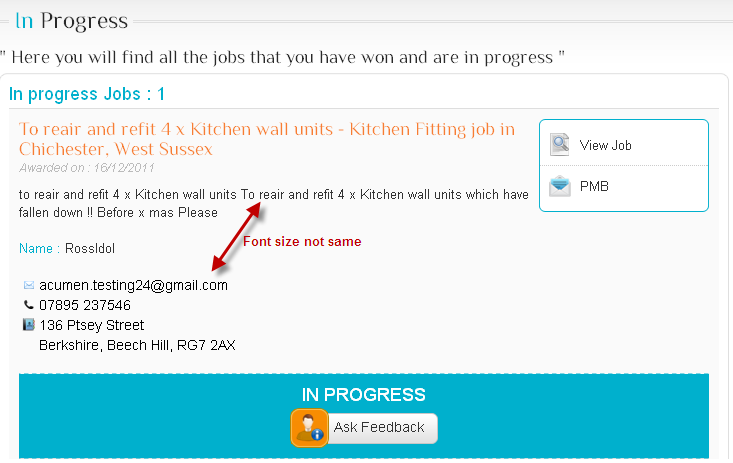 In Progress
" Here you will find all the jobs that you have won and are in progress "
In progress Jobs : 1
To reair and refit 4 x Kitchen wall units - Kitchen Fitting job in
Chichester, West Sussex
Awarded on : 16/12/2011
to reair and refit 4 x Kitchen wall units To reair and refit 4 x Kitchen wall units which have
fallen down !! Before x mas Please
Name : RossIdol
Font size not same
acumen.testing24@gmail.com
07895 237546
136 Ptsey Street
Berkshire, Beech Hill, RG7 2AX
View Job
PMB
IN PROGRESS
Ask Feedback